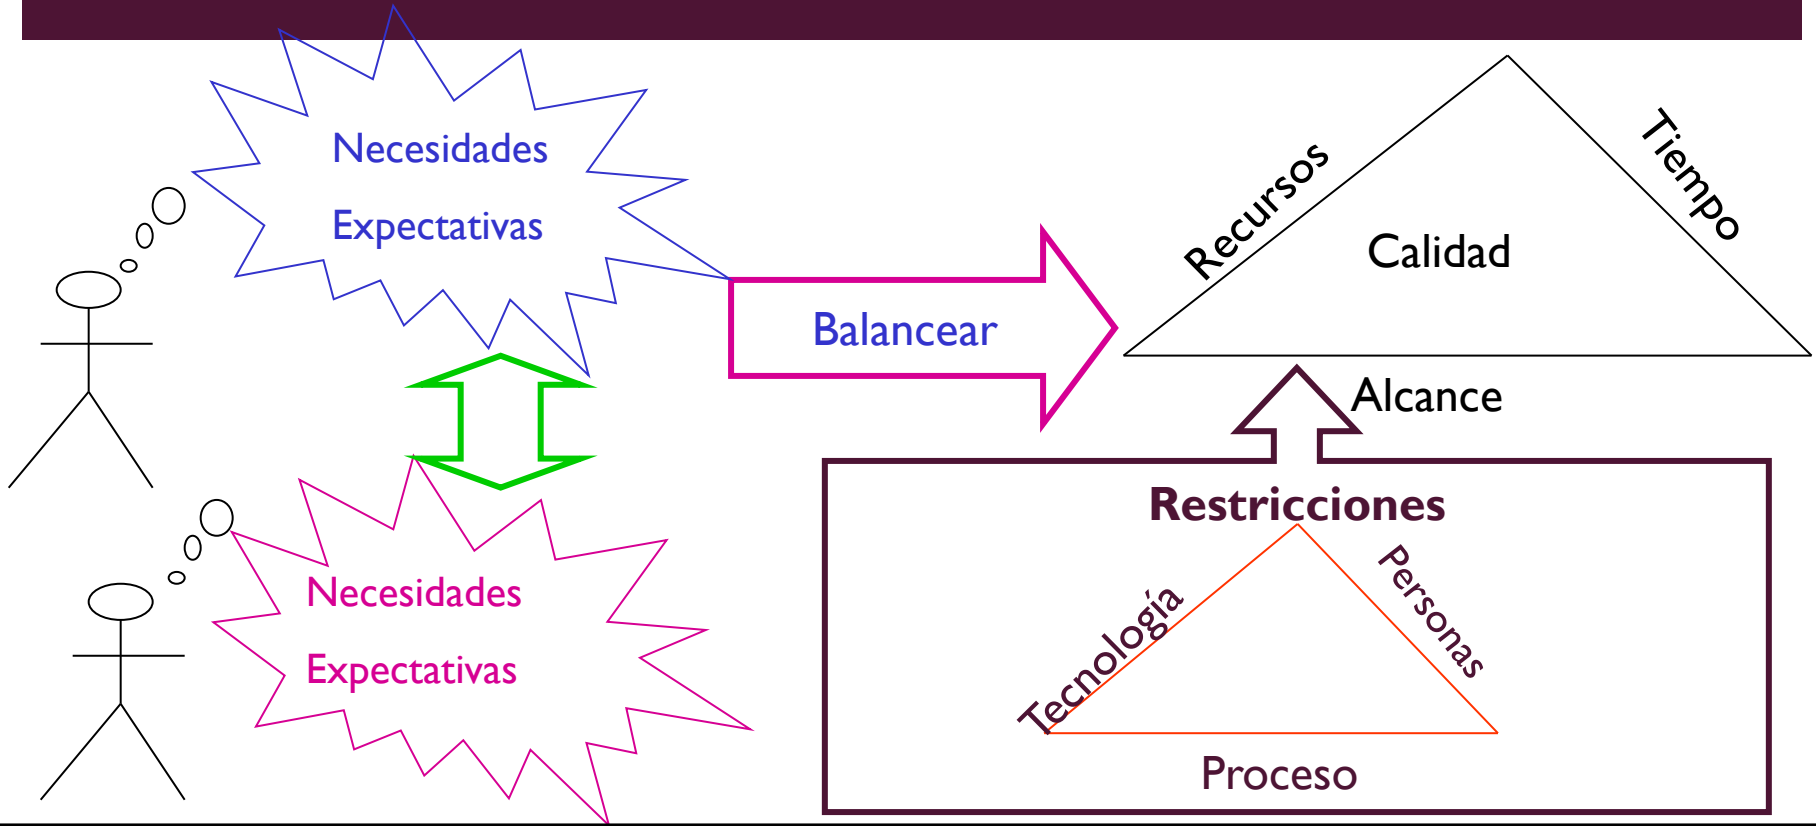 Necesidades
Expectativas
Balancear
Recursos
Tiempo
Calidad
Alcance
Necesidades
Expectativas
Restricciones
Tecnología
Personas
Proceso